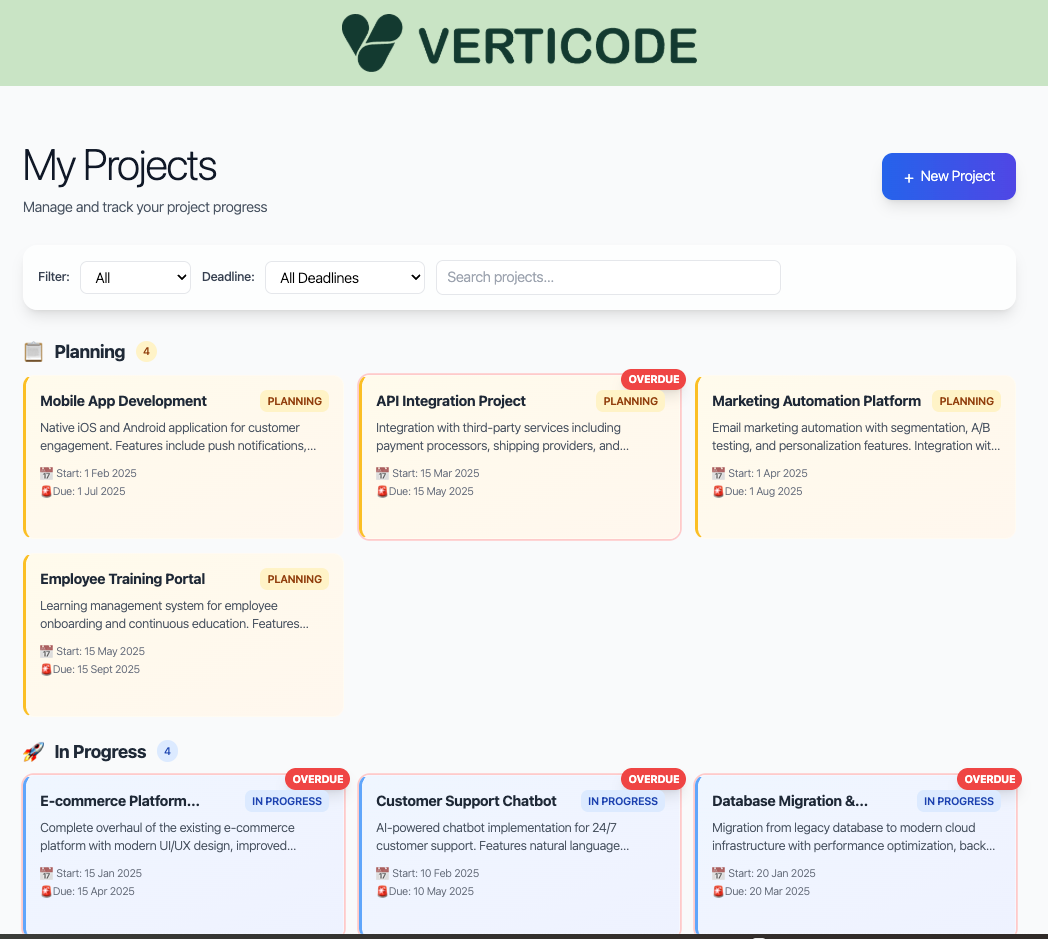 VERTICODE
My Projects
+ New Project
Manage and track your project progress
Filter: All Deadline: All Deadlines Search projects...
Planning 4
Mobile App Development PLANNING
Native iOS and Android application for customer
engagement. Features include push notifications,...
Start: 1 Feb 2025
Due: 1 Jul 2025
OVERDUE
API Integration Project PLANNING
Integration with third-party services including
payment processors, shipping providers, and...
Start: 15 Mar 2025
Due: 15 May 2025
Marketing Automation Platform PLANNING
Email marketing automation with segmentation, A/B
testing, and personalization features. Integration wit...
Start: 1 Apr 2025
Due: 1 Aug 2025
Employee Training Portal PLANNING
Learning management system for employee
onboarding and continuous education. Features...
Start: 15 May 2025
Due: 15 Sept 2025
In Progress 4
OVERDUE
E-commerce Platform... IN PROGRESS
Complete overhaul of the existing e-commerce
platform with modern UI/UX design, improved...
Start: 15 Jan 2025
Due: 15 Apr 2025
OVERDUE
Customer Support Chatbot IN PROGRESS
AI-powered chatbot implementation for 24/7
customer support. Features natural language...
Start: 10 Feb 2025
Due: 10 May 2025
OVERDUE
Database Migration &... IN PROGRESS
Migration from legacy database to modern cloud
infrastructure with performance optimization, back...
Start: 20 Jan 2025
Due: 20 Mar 2025